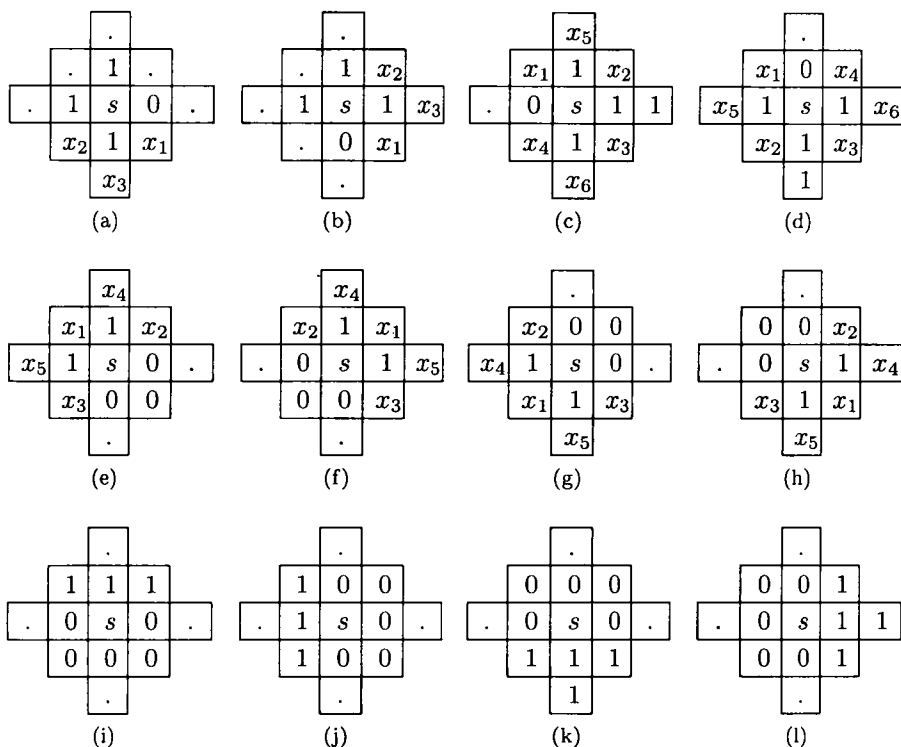 . . x₅ .
. 1 . . 1 x₂ x₁ 1 x₂ x₁ 0 x₄
. 1 s 0 . . 1 s 1 x₃ . 0 s 1 1 x₅ 1 s 1 x₆
x₂ 1 x₁ . 0 x₁ x₄ 1 x₃ x₂ 1 x₃
x₃ . x₆ 1
(a) (b) (c) (d)
x₄ x₄ . .
x₁ 1 x₂ x₂ 1 x₁ x₂ 0 0 0 0 x₂
x₅ 1 s 0 . . 0 s 1 x₅ x₄ 1 s 0 . . 0 s 1 x₄
x₃ 0 0 0 0 x₃ x₁ 1 x₃ x₃ 1 x₁
. . x₅ x₅
(e) (f) (g) (h)
. . . .
1 1 1 1 0 0 0 0 0 0 0 1
. 0 s 0 . . 1 s 0 . . 0 s 0 . . 0 s 1 1
0 0 0 1 0 0 1 1 1 0 0 1
. . 1 .
(i) (j) (k) (l)